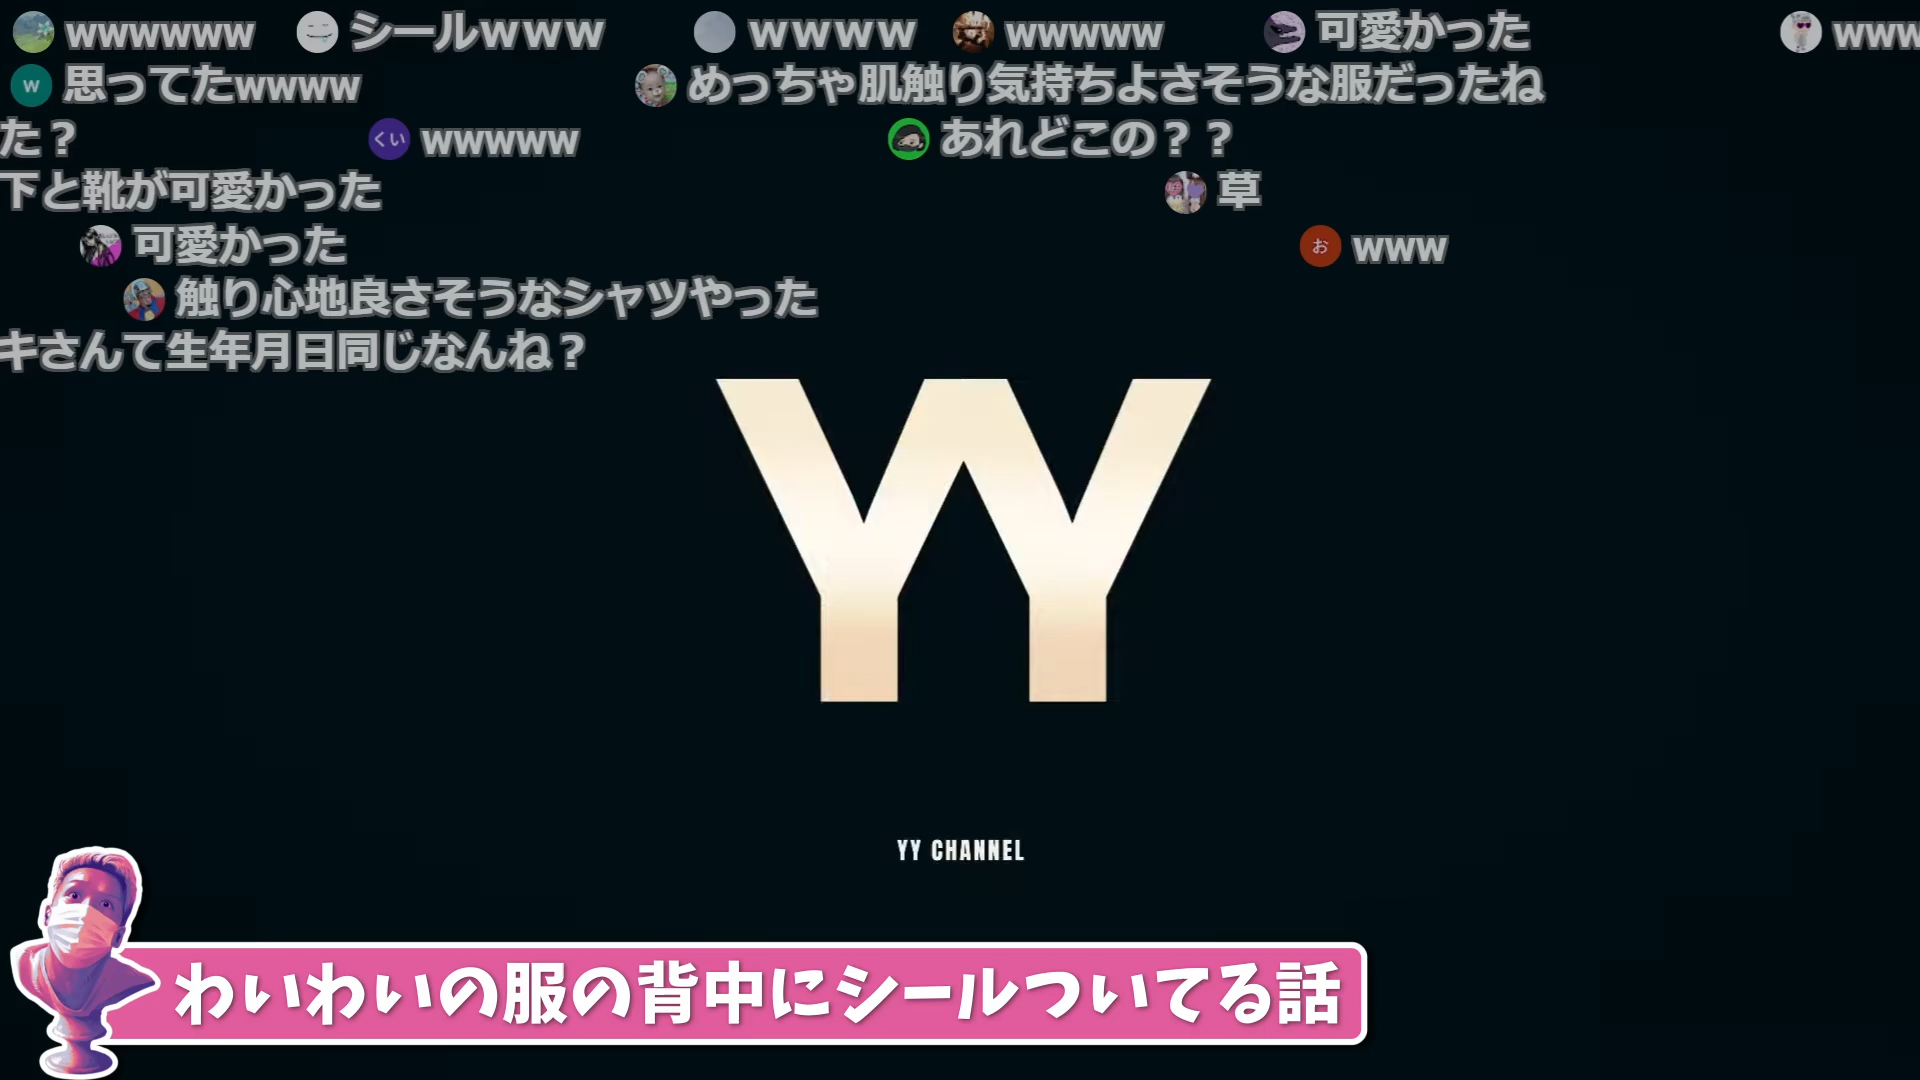 wwwwww シールｗｗｗ ｗｗｗｗ wwwww 可愛かった www
w 思ってたwwww めっちゃ肌触り気持ちよさそうな服だったね
た？ くい wwwww あれどこの？？
下と靴が可愛かった 草
可愛かった お www
触り心地良さそうなシャツやった
キさんて生年月日同じなんね？
YY
YY CHANNEL
わいわいの服の背中にシールついてる話